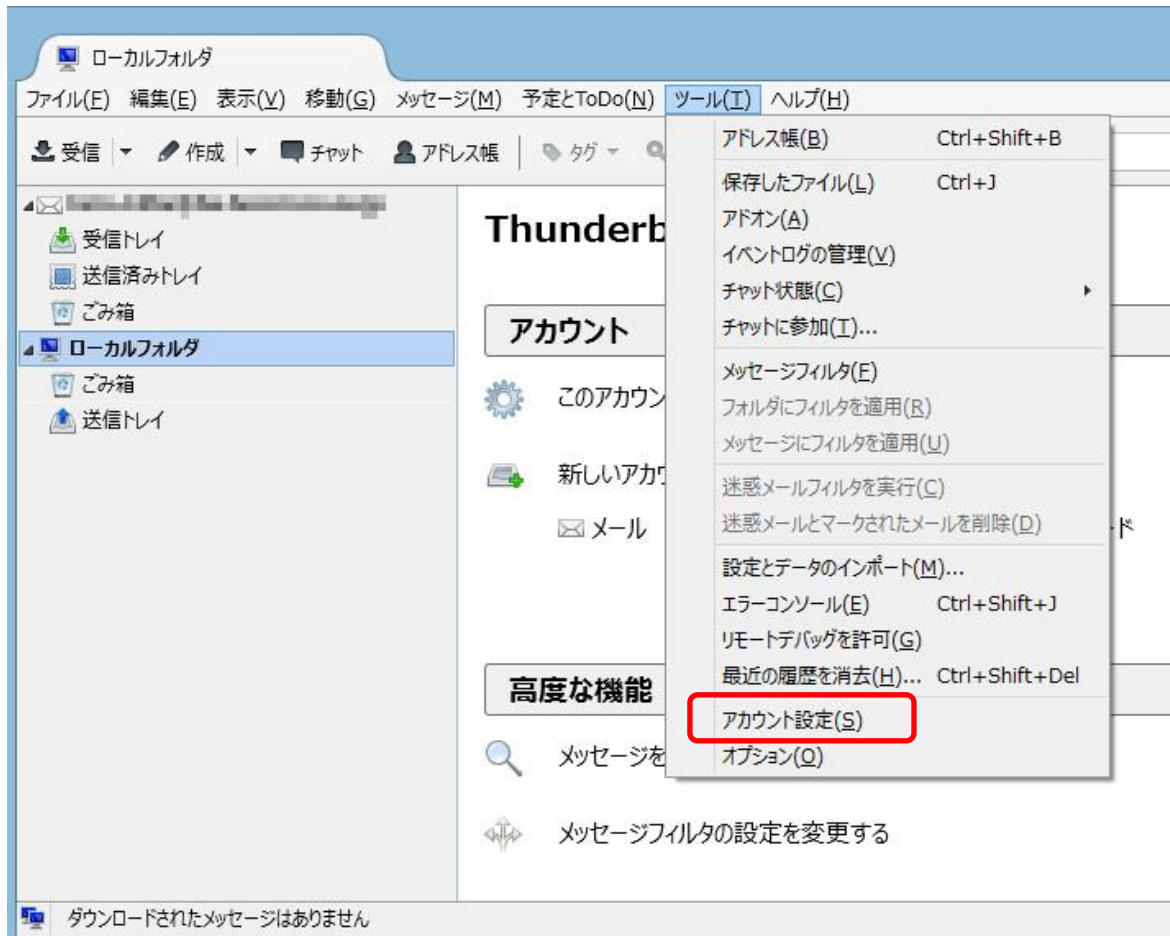 ローカルフォルダ
ファイル(F) 編集(E) 表示(V) 移動(G) メッセージ(M) 予定とToDo(N) ツール(T) ヘルプ(H)
受信 作成 チャット アドレス帳 タグ
受信トレイ
送信済みトレイ
ごみ箱
ローカルフォルダ
ごみ箱
送信トレイ
Thunderb
アカウント
このアカウン
新しいアカウ
メール
ード
高度な機能
メッセージを
メッセージフィルタの設定を変更する
アドレス帳(B) Ctrl+Shift+B
保存したファイル(L) Ctrl+J
アドオン(A)
イベントログの管理(V)
チャット状態(C)
チャットに参加(T)...
メッセージフィルタ(F)
フォルダにフィルタを適用(R)
メッセージにフィルタを適用(U)
迷惑メールフィルタを実行(C)
迷惑メールとマークされたメールを削除(D)
設定とデータのインポート(M)...
エラーコンソール(E) Ctrl+Shift+J
リモートデバッグを許可(G)
最近の履歴を消去(H)... Ctrl+Shift+Del
アカウント設定(S)
オプション(O)
ダウンロードされたメッセージはありません